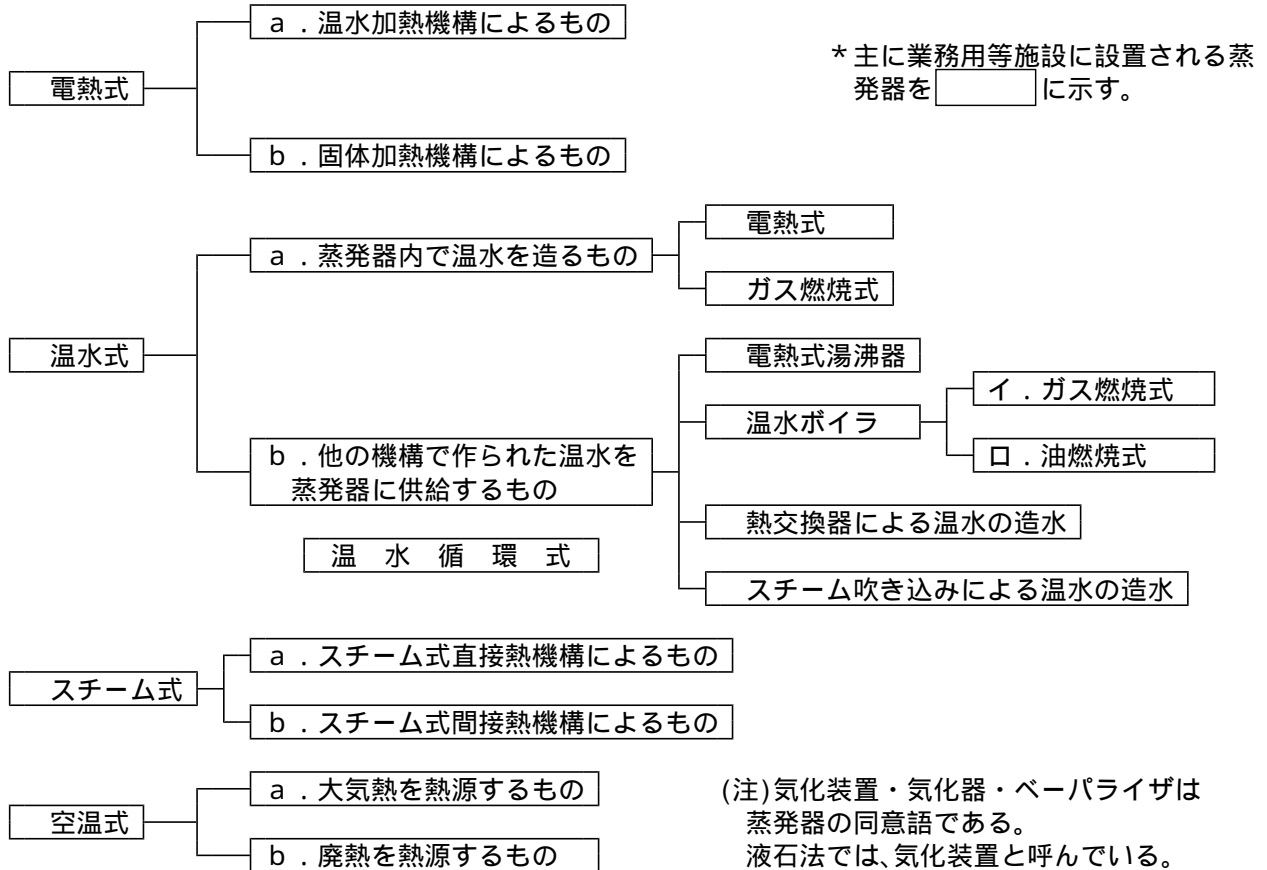 a．温水加熱機構によるもの
＊主に業務用等施設に設置される蒸
発器を　　　に示す。
電熱式
b．固体加熱機構によるもの
電熱式
a．蒸発器内で温水を造るもの
ガス燃焼式
温水式
電熱式湯沸器
イ．ガス燃焼式
温水ボイラ
ロ．油燃焼式
b．他の機構で作られた温水を
蒸発器に供給するもの
熱交換器による温水の造水
温 水 循 環 式
スチーム吹き込みによる温水の造水
a．スチーム式直接熱機構によるもの
スチーム式
b．スチーム式間接熱機構によるもの
a．大気熱を熱源するもの
空温式
b．廃熱を熱源するもの
(注)気化装置・気化器・ベーパライザは
蒸発器の同意語である。
液石法では､気化装置と呼んでいる。